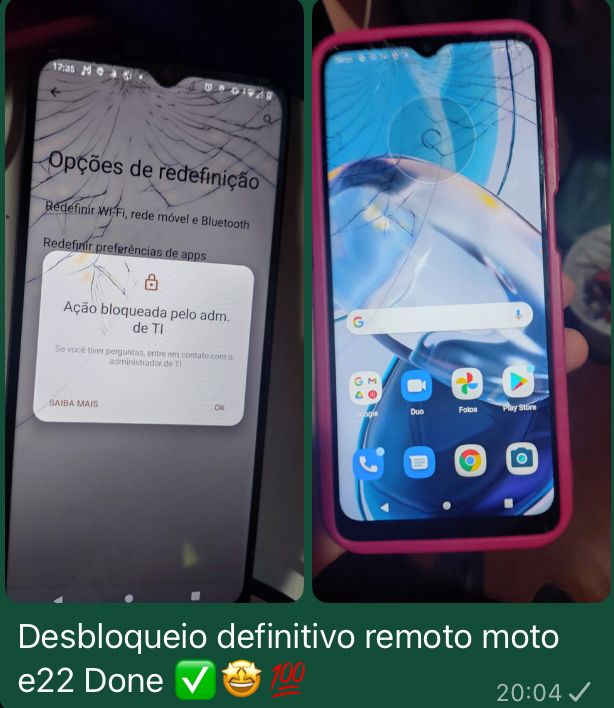 17:35
Opções de redefinição
Redefinir Wi-Fi, rede móvel e Bluetooth
Redefinir preferências de apps
Ação bloqueada pelo adm.
de TI
Se você tiver perguntas, entre em contato com o
administrador de TI
SAIBA MAIS
OK
Google
Duo
Fotos
Play Store
Desbloqueio definitivo remoto moto
e22 Done ✅🤩💯
20:04